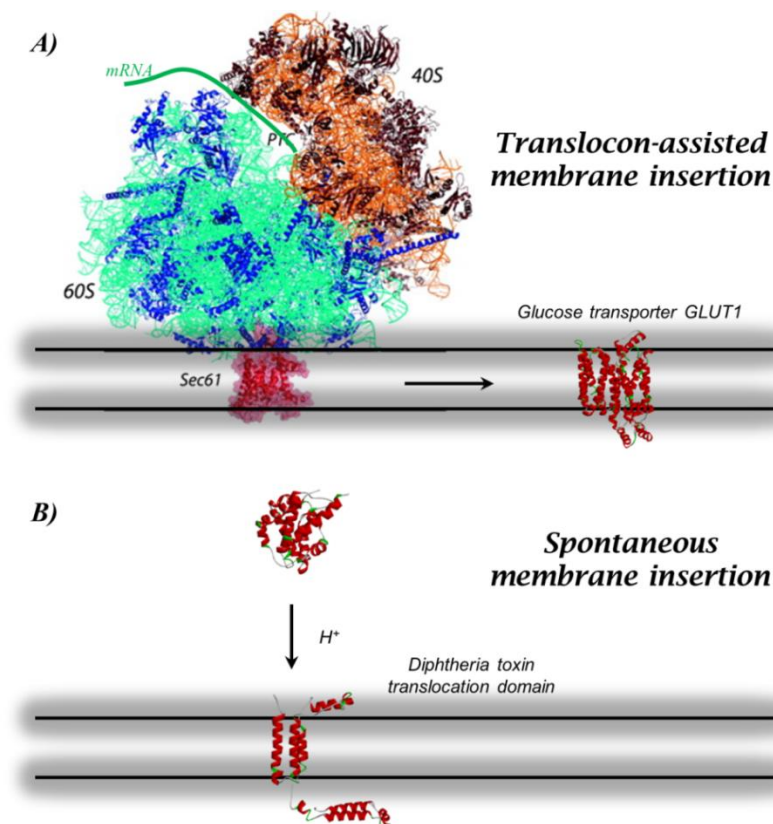 A)
mRNA
40S
PTC
Translocon-assisted
membrane insertion
60S
Glucose transporter GLUT1
Sec61
B)
Spontaneous
membrane insertion
H+
Diphtheria toxin
translocation domain